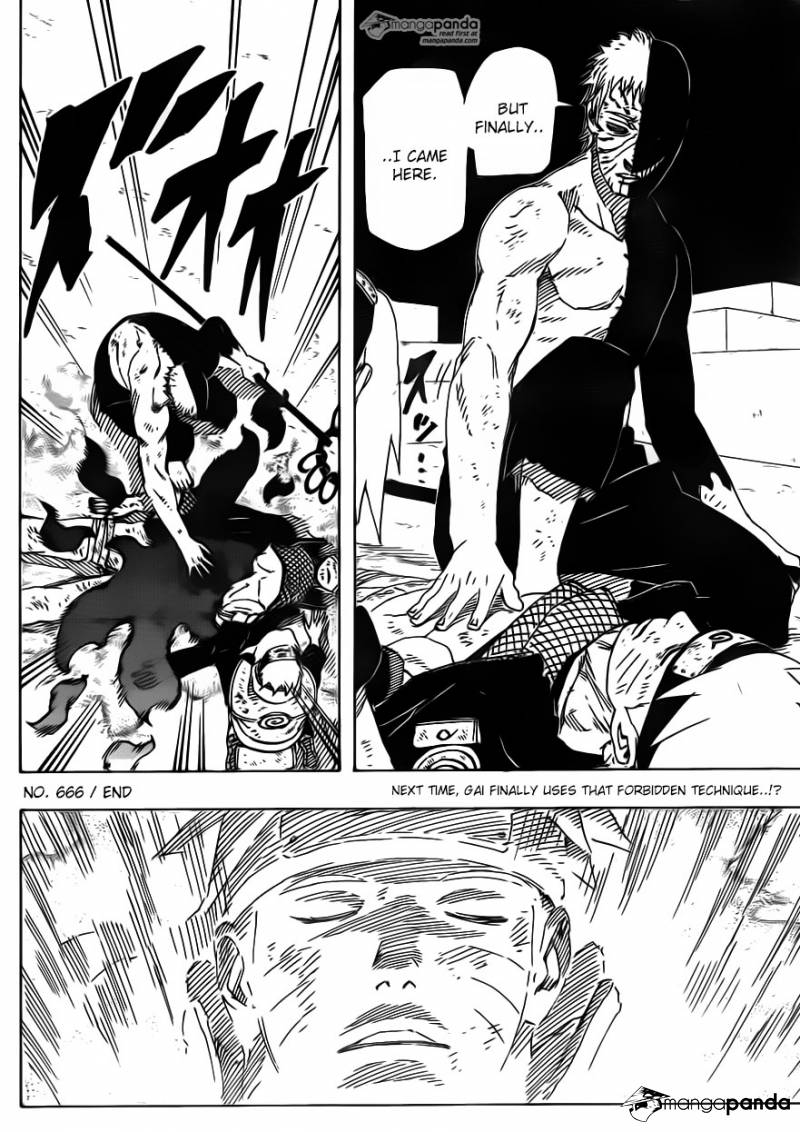 mangapanda
read first at
mangapanda.com
BUT
FINALLY..
..I CAME
HERE.
ズオオ
スッ
...
NO. 666 / END
NEXT TIME, GAI FINALLY USES THAT FORBIDDEN TECHNIQUE..!?
mangapanda